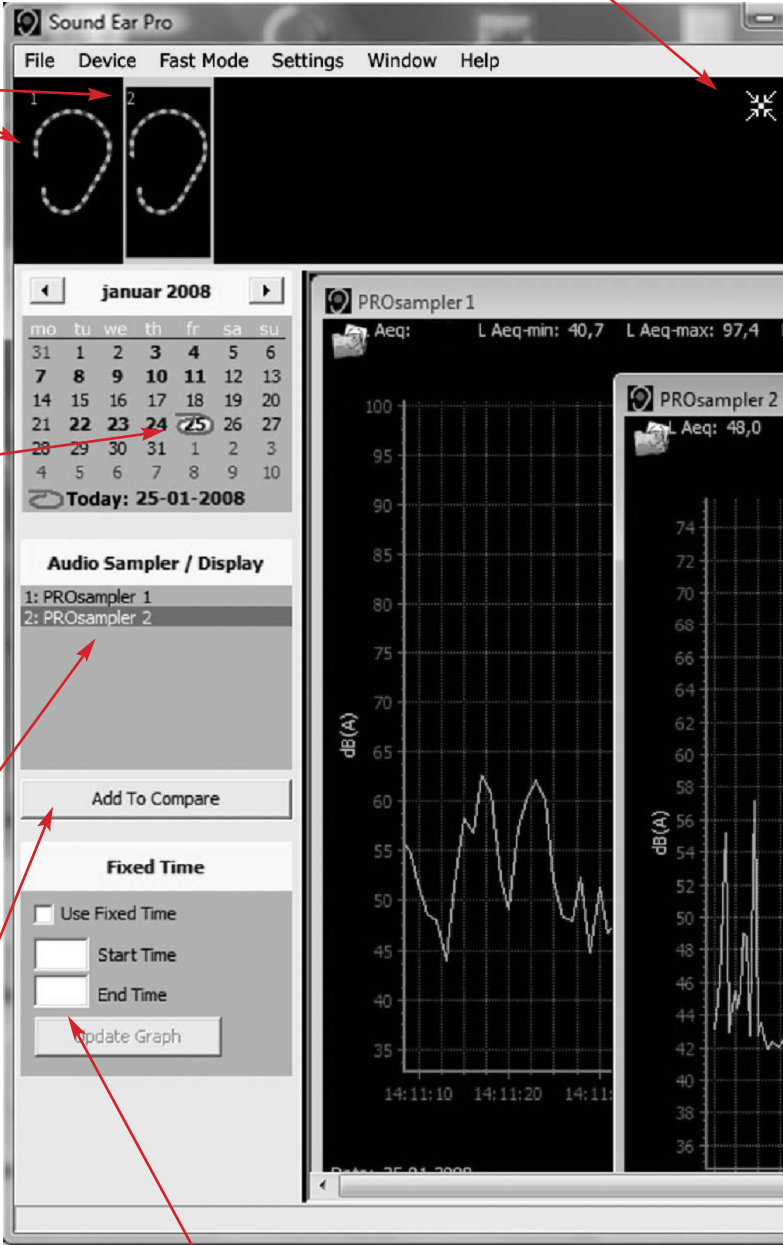 Sound Ear Pro
File Device Fast Mode Settings Window Help
1 2
januar 2008
mo tu we th fr sa su
31 1 2 3 4 5 6
7 8 9 10 11 12 13
14 15 16 17 18 19 20
21 22 23 24 25 26 27
28 29 30 31 1 2 3
4 5 6 7 8 9 10
Today: 25-01-2008
Audio Sampler / Display
1: PROsampler 1
2: PROsampler 2
Add To Compare
Fixed Time
Use Fixed Time
Start Time
End Time
Update Graph
PROsampler 1
Aeq: L Aeq-min: 40,7 L Aeq-max: 97,4
100
95
90
85
80
75
70
65
60
55
50
45
40
35
dB(A)
14:11:10 14:11:20 14:11:
PROsampler 2
L Aeq: 48,0
74
72
70
68
66
64
62
60
58
56
54
52
50
48
46
44
42
40
38
36
dB(A)